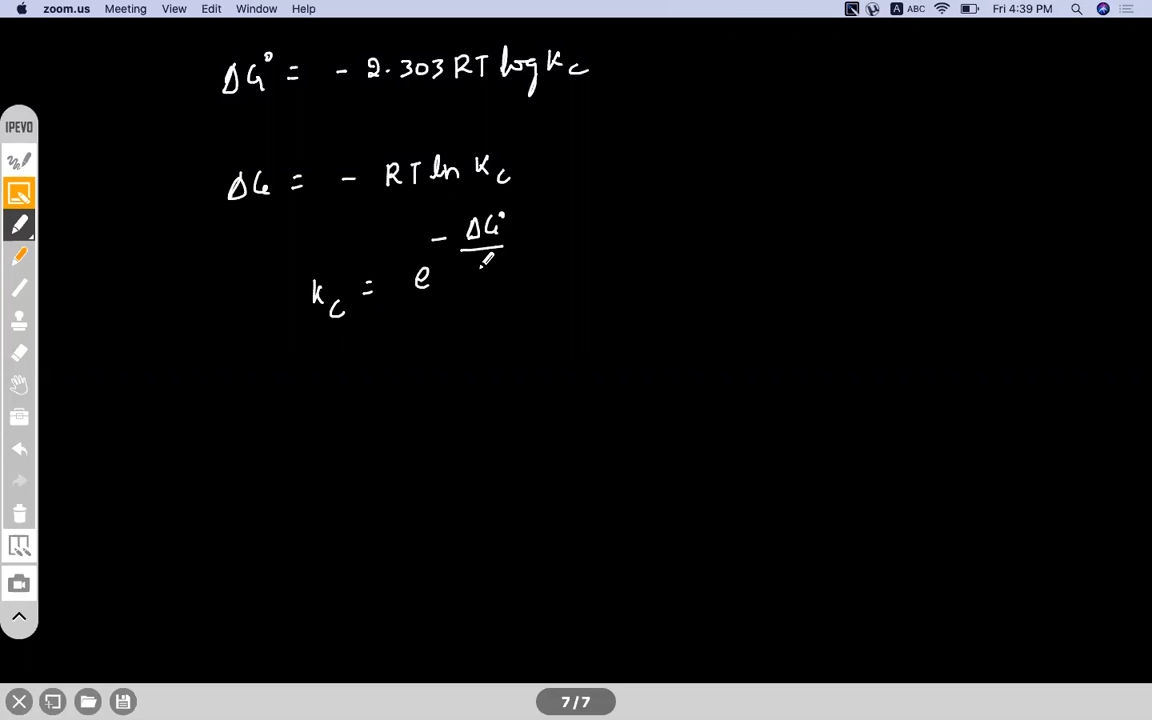 zoom.us Meeting View Edit Window Help A ABC Fri 4:39 PM
IPEVO
ΔG° = - 2.303 RT log Kc
ΔG = - RT ln Kc
Kc = e^(- ΔG°/
7/7